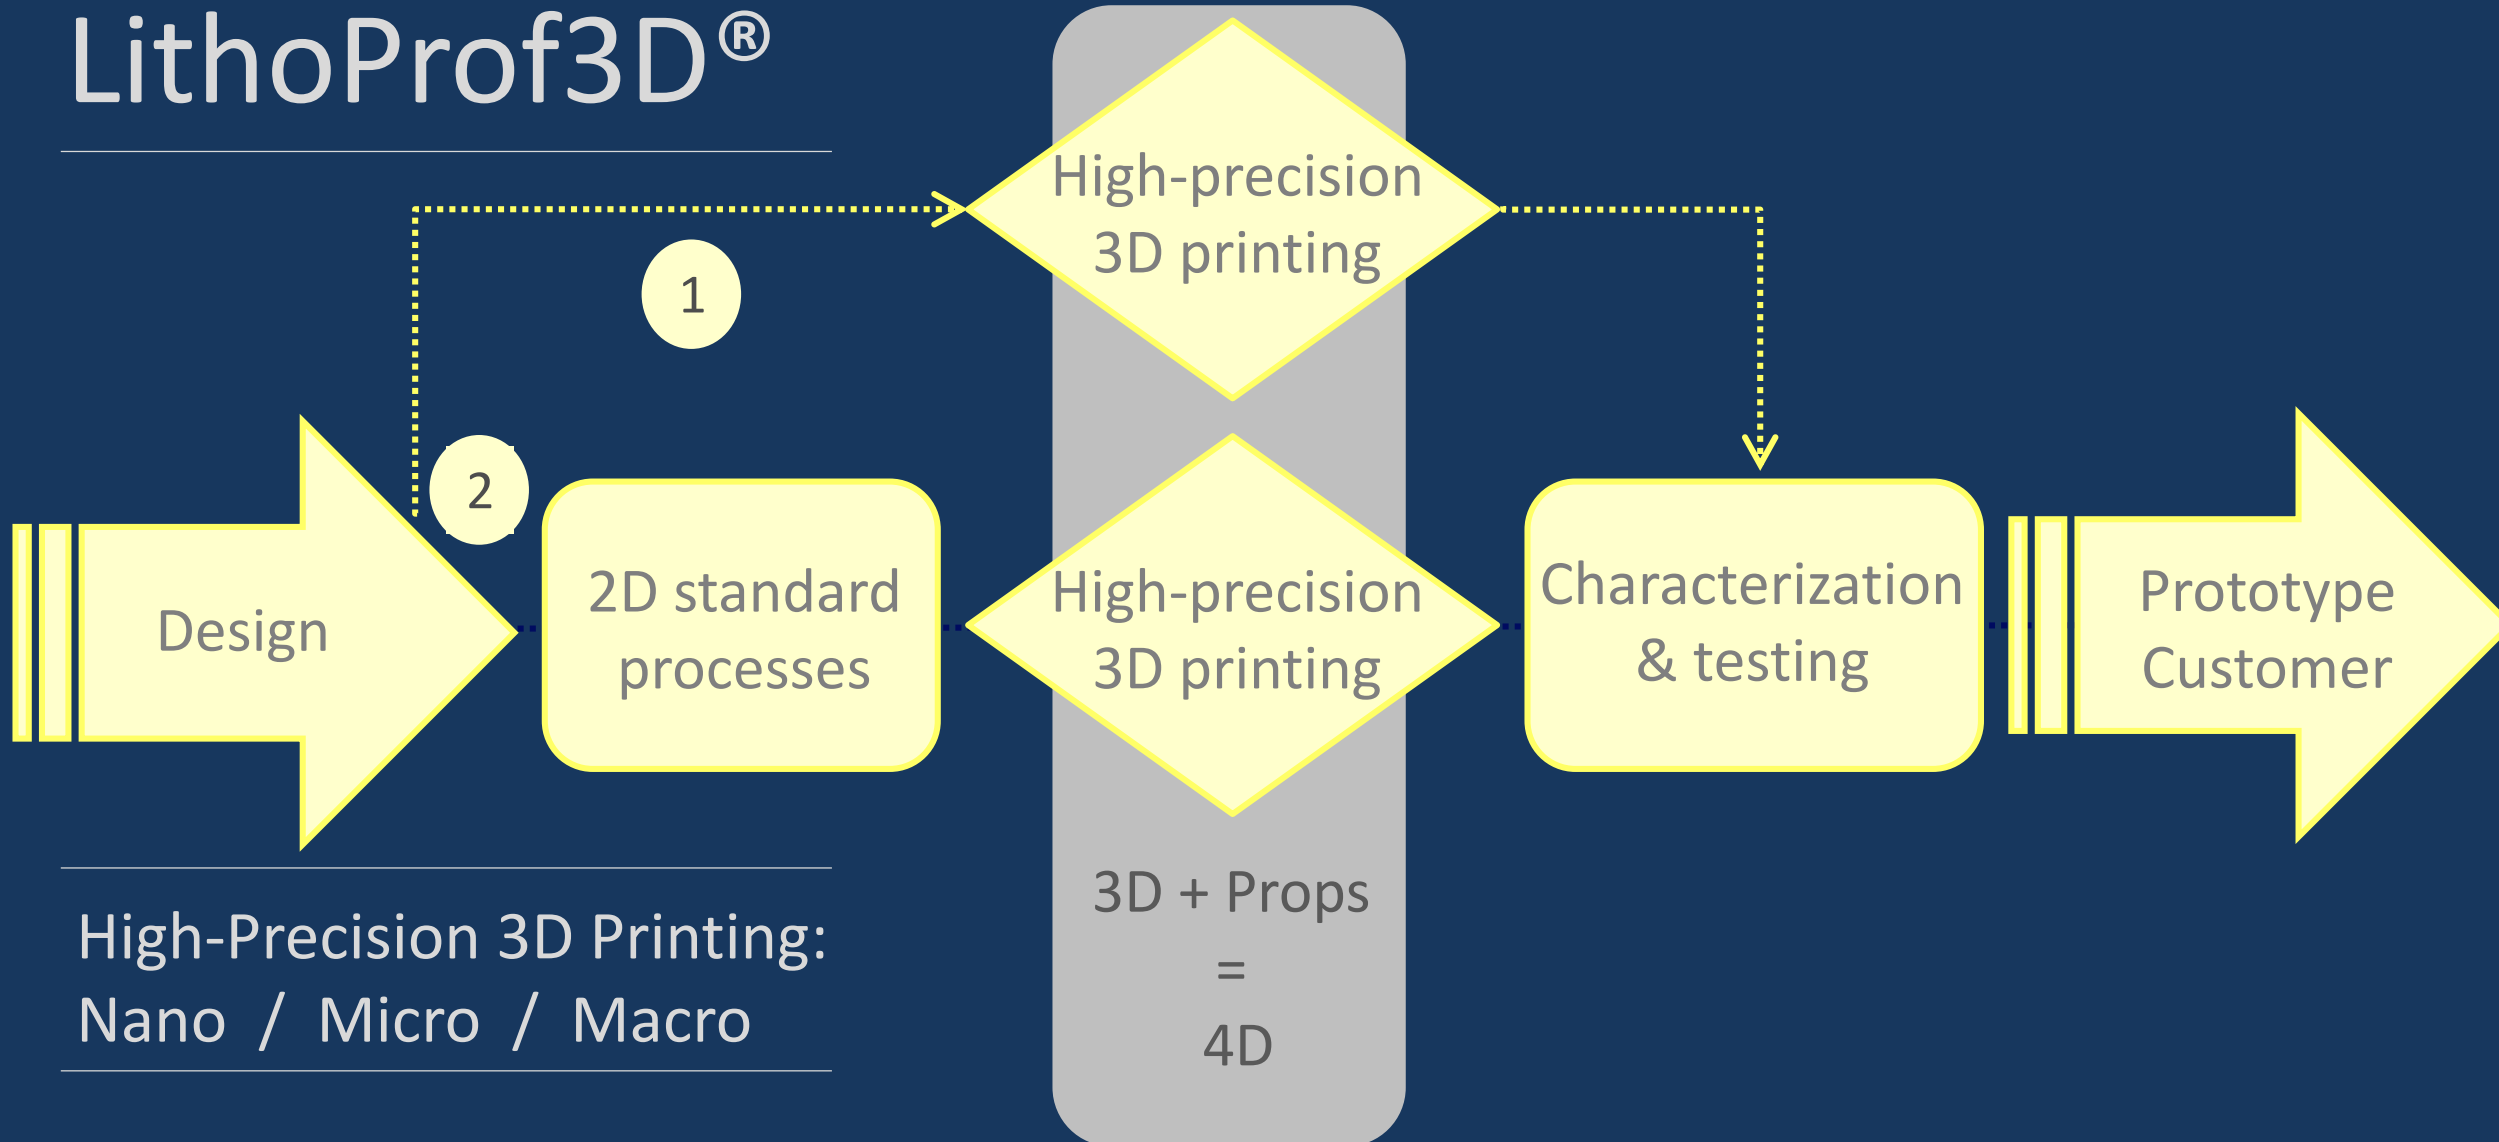 LithoProf3D®
High-precision
3D printing
1
2
Design
2D standard
processes
High-precision
3D printing
Characterization
& testing
Prototype
Customer
3D + Props
=
4D
High-Precision 3D Printing:
Nano / Micro / Macro